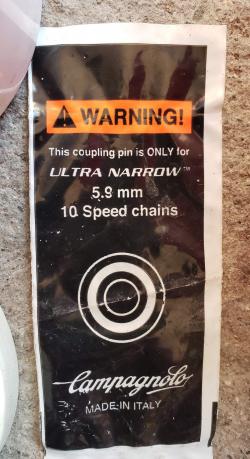 WARNING!
This coupling pin is ONLY for
ULTRA NARROW™
5.9 mm
10 Speed chains
Campagnolo
MADE IN ITALY